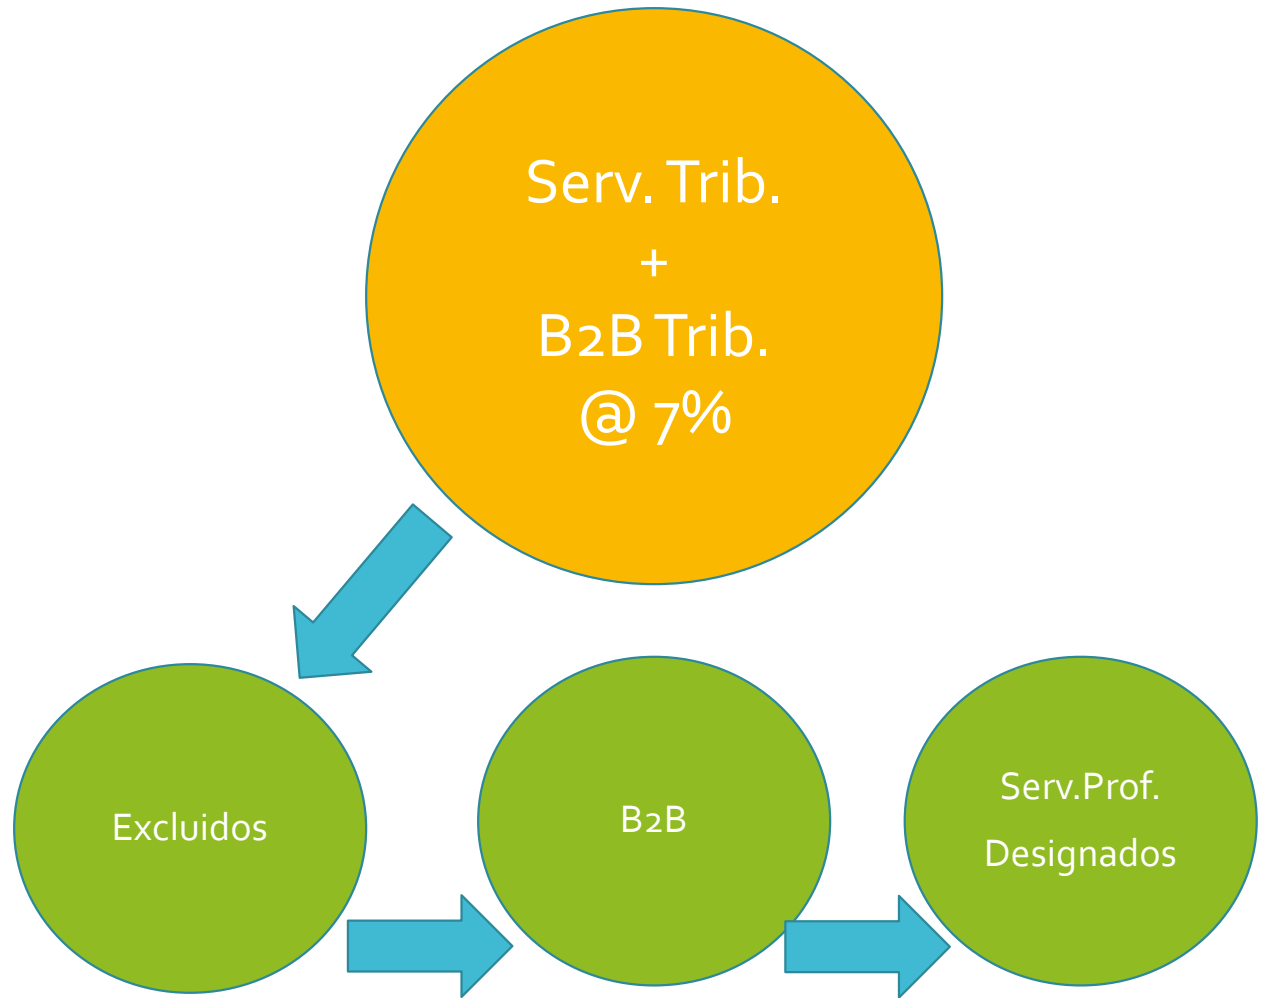 Serv. Trib.
+
B2B Trib.
@ 7%
Excluidos
B2B
Serv.Prof.
Designados